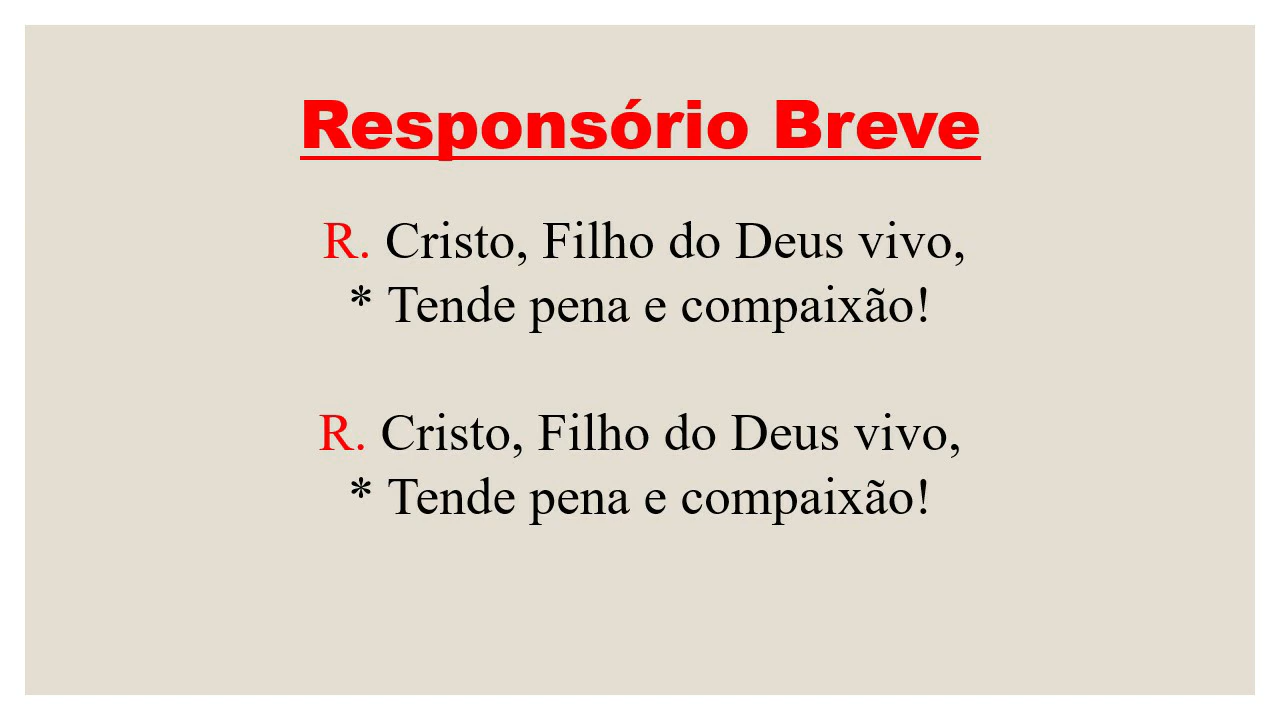 Responsório Breve
R. Cristo, Filho do Deus vivo,
* Tende pena e compaixão!
R. Cristo, Filho do Deus vivo,
* Tende pena e compaixão!